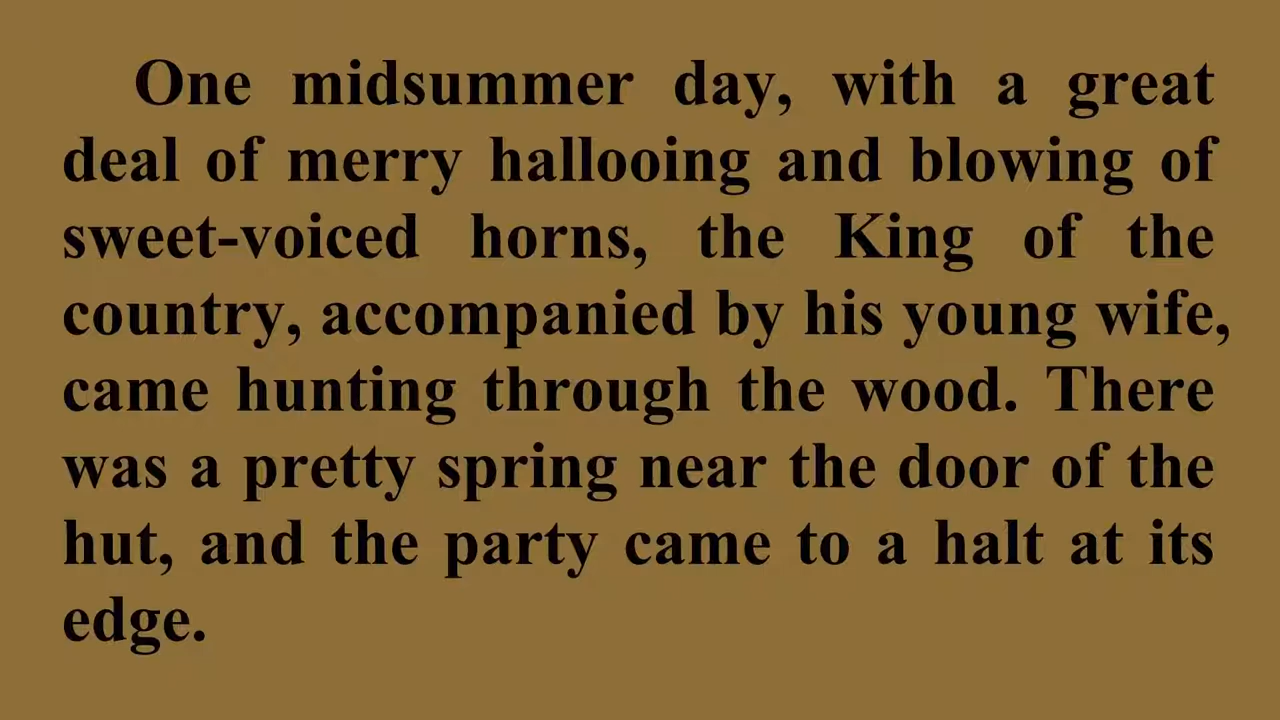 One midsummer day, with a great
deal of merry hallooing and blowing of
sweet-voiced horns, the King of the
country, accompanied by his young wife,
came hunting through the wood. There
was a pretty spring near the door of the
hut, and the party came to a halt at its
edge.